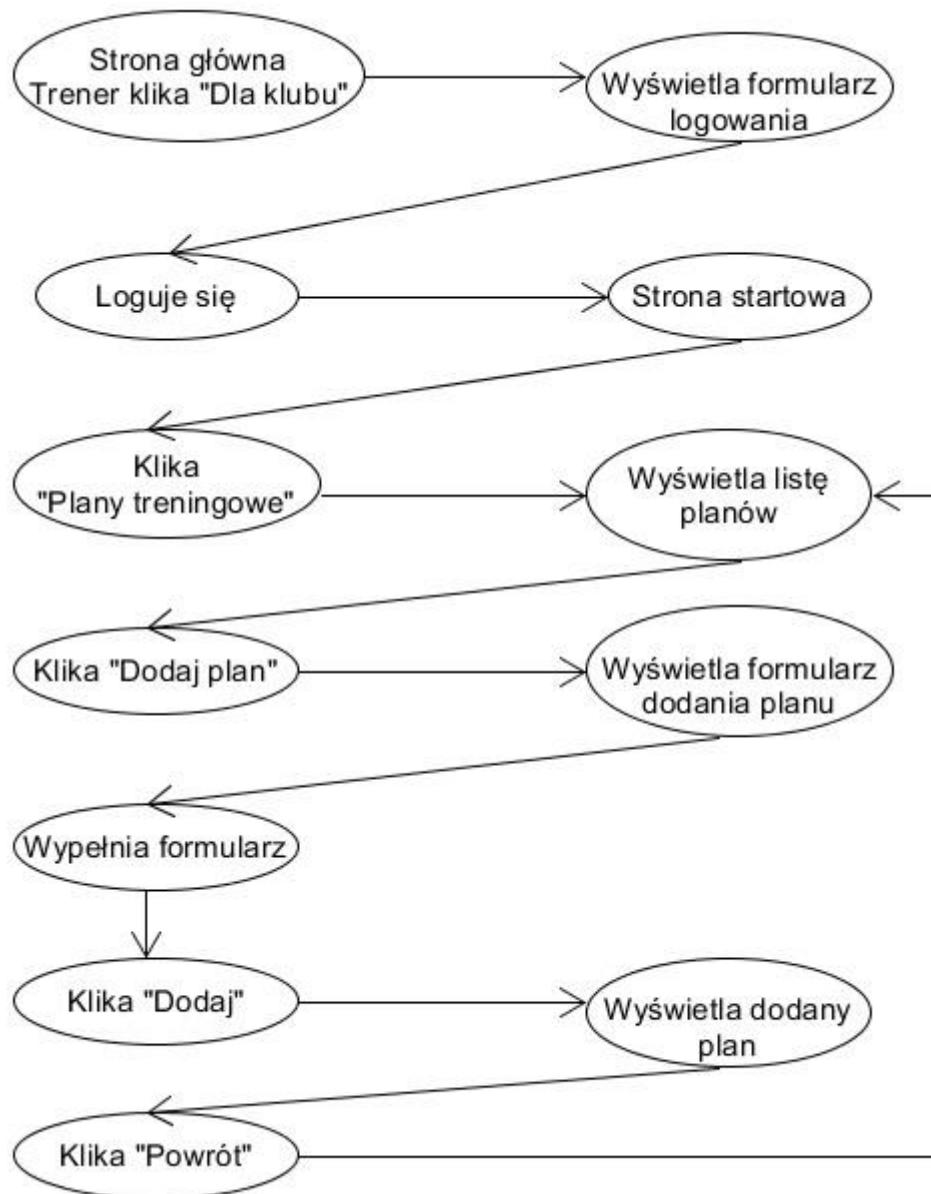 Strona główna
Trener klika "Dla klubu"
Wyświetla formularz
logowania
Loguje się
Strona startowa
Klika
"Plany treningowe"
Wyświetla listę
planów
Klika "Dodaj plan"
Wyświetla formularz
dodania planu
Wypełnia formularz
Klika "Dodaj"
Wyświetla dodany
plan
Klika "Powrót"